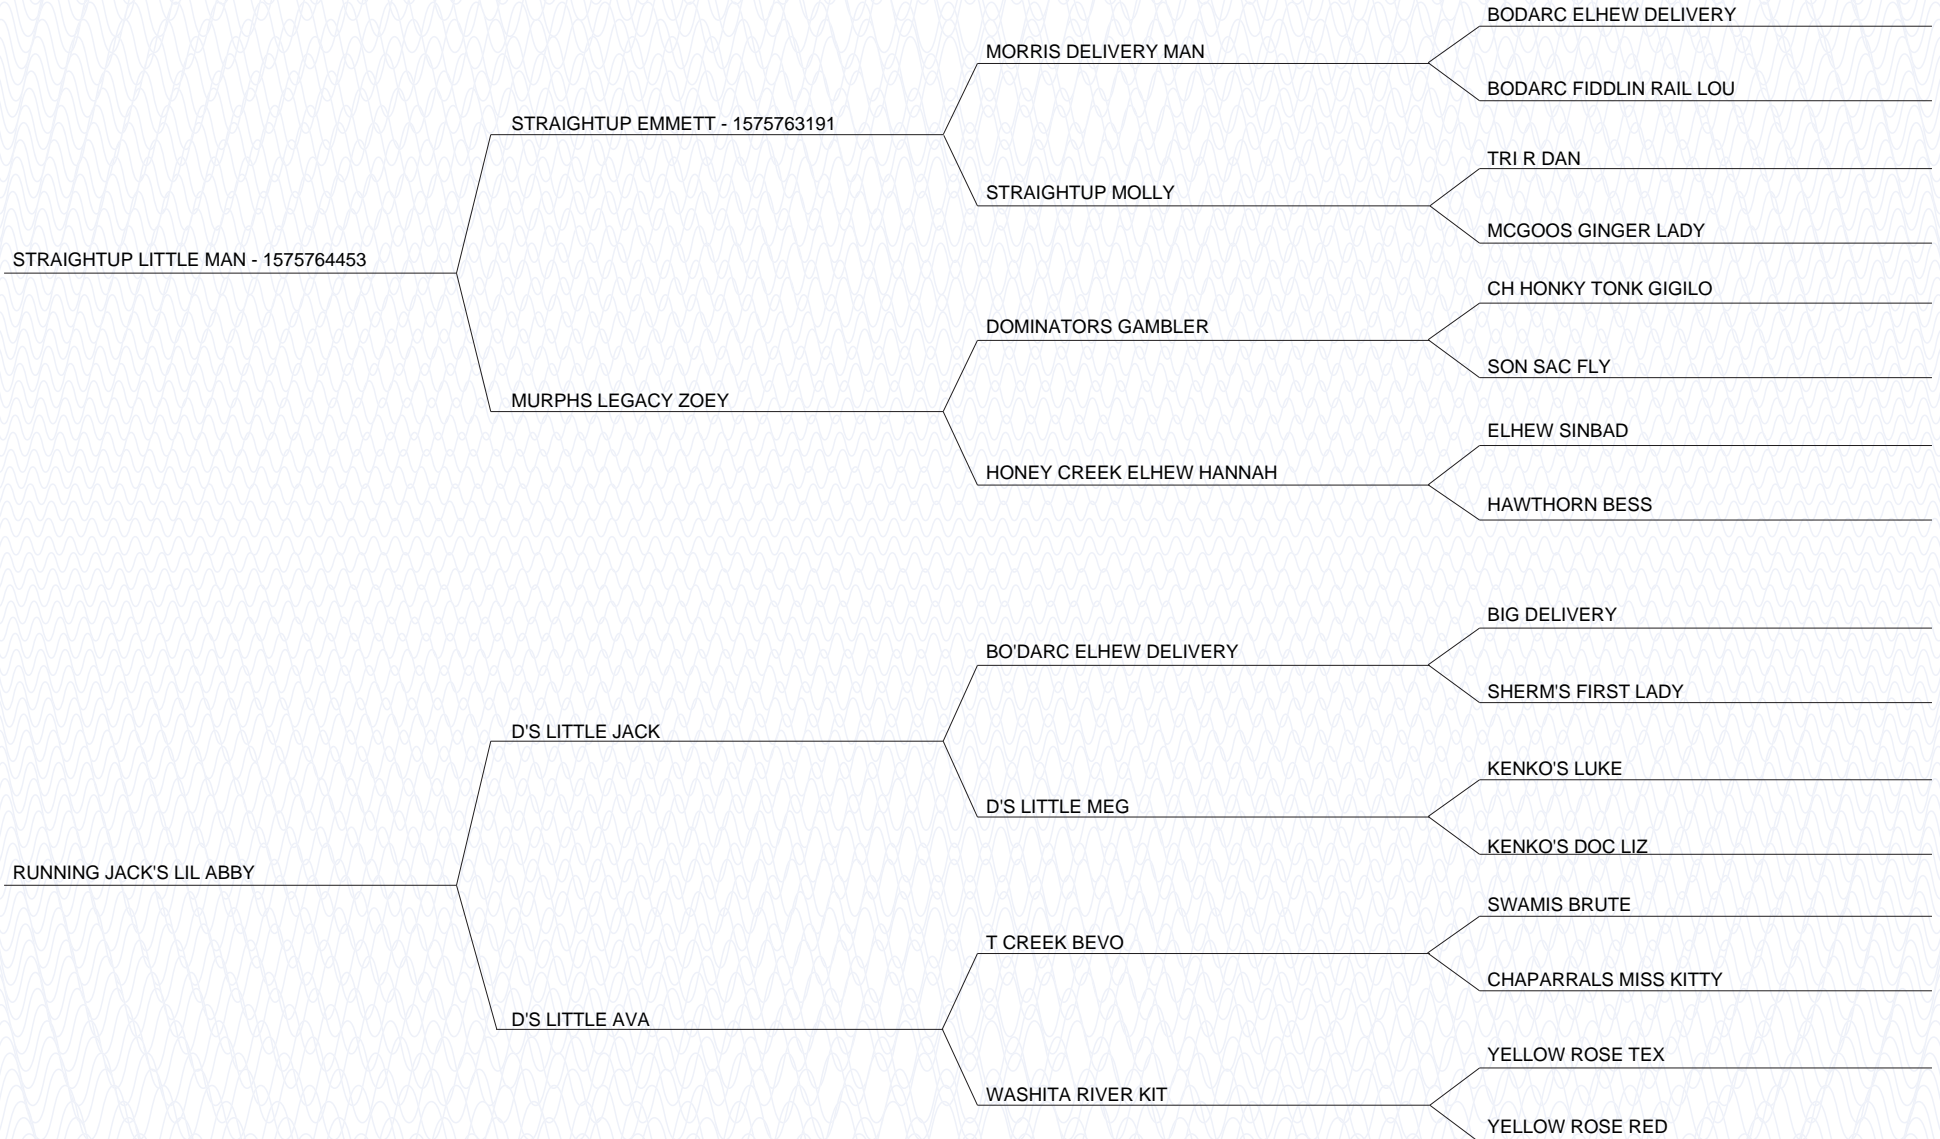 BODARC ELHEW DELIVERY
MORRIS DELIVERY MAN
BODARC FIDDLIN RAIL LOU
STRAIGHTUP EMMETT - 1575763191
TRI R DAN
STRAIGHTUP MOLLY
MCGOOS GINGER LADY
STRAIGHTUP LITTLE MAN - 1575764453
CH HONKY TONK GIGILO
DOMINATORS GAMBLER
SON SAC FLY
MURPHS LEGACY ZOEY
ELHEW SINBAD
HONEY CREEK ELHEW HANNAH
HAWTHORN BESS
BIG DELIVERY
BO'DARC ELHEW DELIVERY
SHERM'S FIRST LADY
D'S LITTLE JACK
KENKO'S LUKE
D'S LITTLE MEG
KENKO'S DOC LIZ
RUNNING JACK'S LIL ABBY
SWAMIS BRUTE
T CREEK BEVO
CHAPARRALS MISS KITTY
D'S LITTLE AVA
YELLOW ROSE TEX
WASHITA RIVER KIT
YELLOW ROSE RED